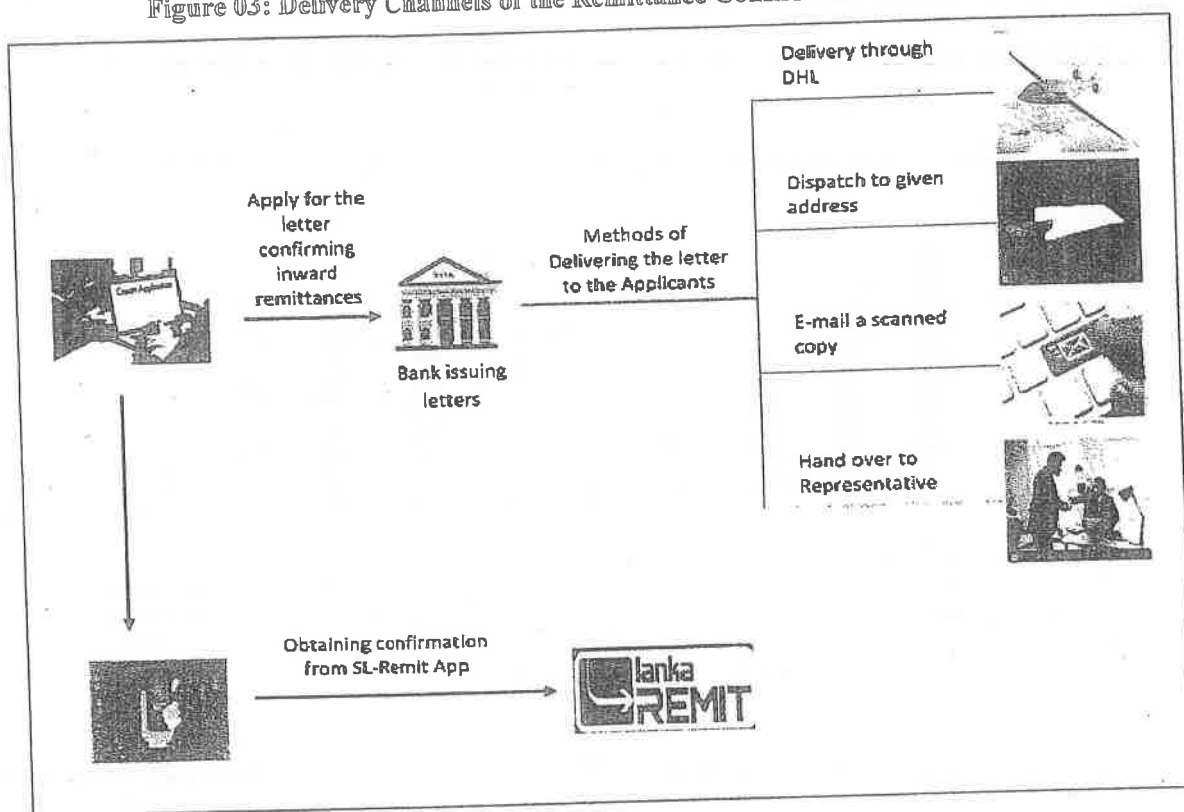 Figure 03: Delivery Channels of the Remittance
Delivery through
DHL
Apply for the
letter
confirming
inward
remittances
Dispatch to given
address
Methods of
Delivering the letter
to the Applicants
E-mail a scanned
copy
Bank issuing
letters
Hand over to
Representative
Obtaining confirmation
from SL-Remit App
lanka
REMIT